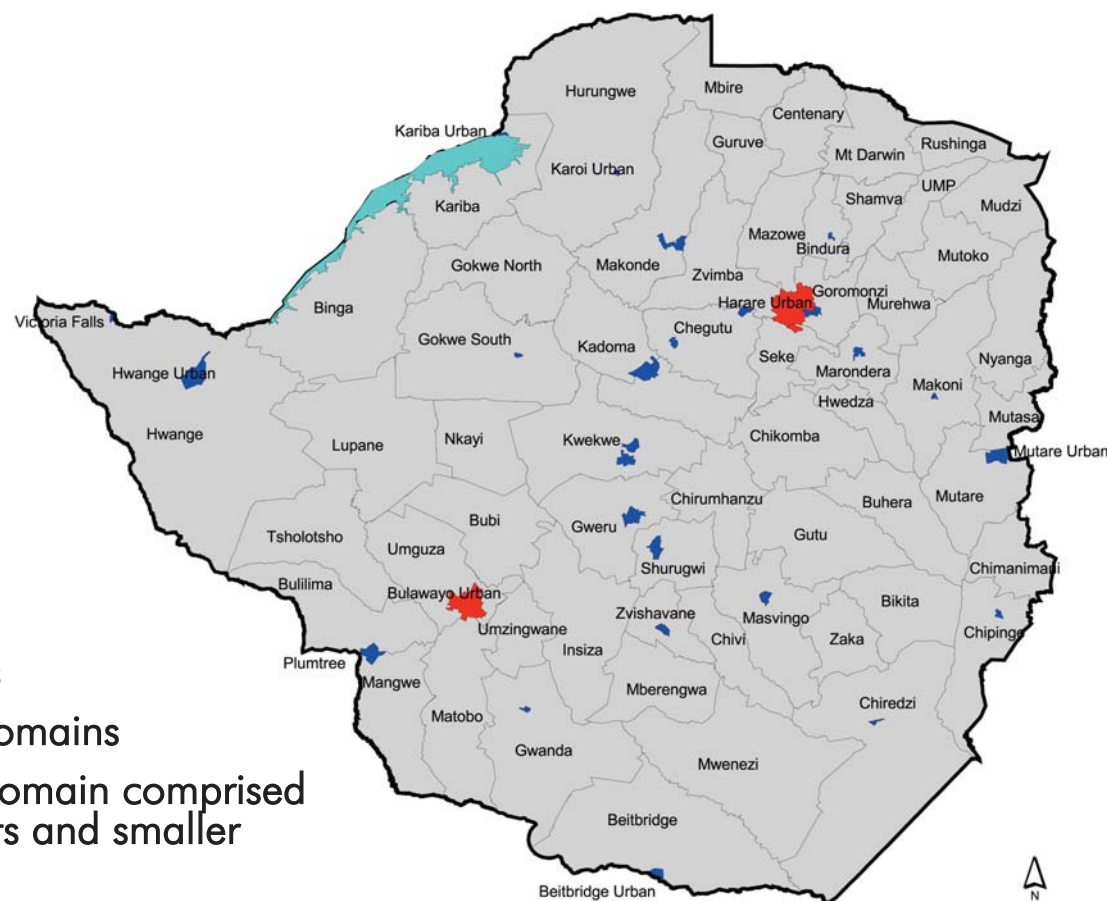 Hurungwe
Mbire
Centenary
Kariba Urban
Guruve
Rushinga
Mt Darwin
Karoi Urban
UMP
Shamva
Mudzi
Kariba
Mazowe
Bindura
Mutoko
Gokwe North
Makonde
Zvimba
Goromonzi
Binga
Harare Urban
Murehwa
Victoria Falls
Chegutu
Gokwe South
Kadoma
Seke
Nyanga
Hwange Urban
Marondera
Makoni
Hwedza
Mutasa
Hwange
Lupane
Nkayi
Kwekwe
Chikomba
Mutare Urban
Chirumhanzu
Buhera
Mutare
Bubi
Gweru
Gutu
Tsholotsho
Umguza
Shurugwi
Chimanimani
Bulilima
Bulawayo Urban
Zvishavane
Masvingo
Bikita
Umzingwane
Chivi
Zaka
Chipinge
Insiza
Plumtree
Mangwe
Mberengwa
Chiredzi
Matobo
omains
Gwanda
Mwenezi
omain comprised
rs and smaller
Beitbridge
Beitbridge Urban
N